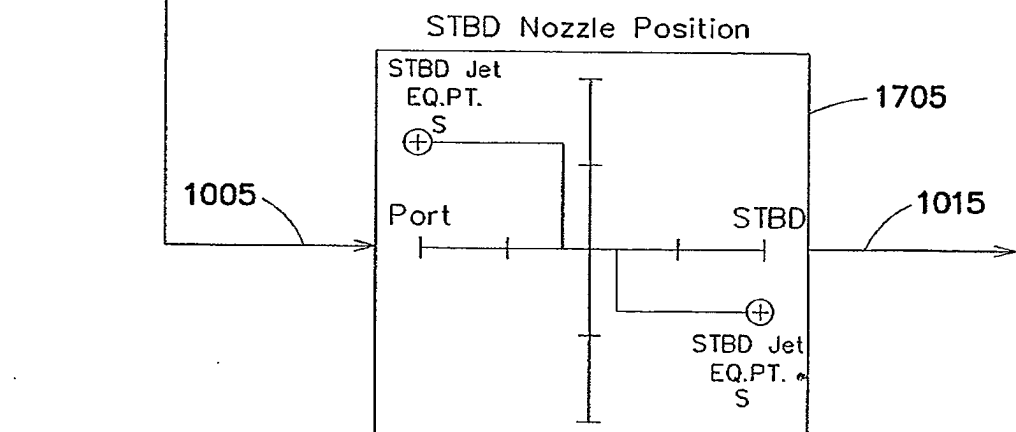 STBD Nozzle Position
STBD Jet
EQ.PT.
S
1705
1005
Port
STBD
1015
STBD Jet
EQ.PT.
S